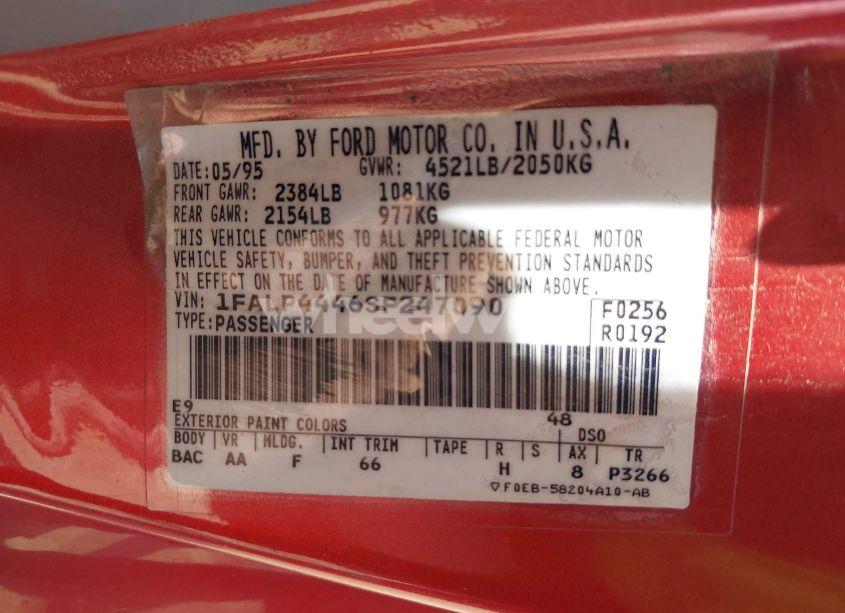 MFD. BY FORD MOTOR CO. IN U.S.A.
DATE: 05/95 GVWR: 4521LB/2050KG
FRONT GAWR: 2384LB 1081KG
REAR GAWR: 2154LB 977KG
THIS VEHICLE CONFORMS TO ALL APPLICABLE FEDERAL MOTOR
VEHICLE SAFETY, BUMPER, AND THEFT PREVENTION STANDARDS
IN EFFECT ON THE DATE OF MANUFACTURE SHOWN ABOVE.
VIN: 1FALP4446SF247090 F0256
TYPE: PASSENGER R0192
E9 48
EXTERIOR PAINT COLORS DSO
BODY VR MLDG. INT TRIM TAPE R S AX TR
BAC AA F 66 H 8 P3266
▽F0EB-58204A10-AB